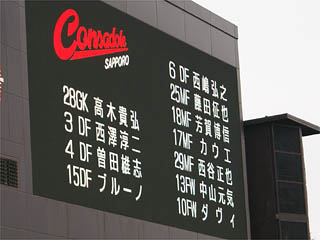 Consadole
SAPPORO
28GK 高木貴弘
3 DF 西澤淳二
4 DF 曽田雄志
15DF ブルーノ
6 DF 西嶋弘之
25MF 藤田征也
18MF 芳賀博信
17MF カウエ
29MF 西谷正也
13FW 中山元気
10FW ダヴィ